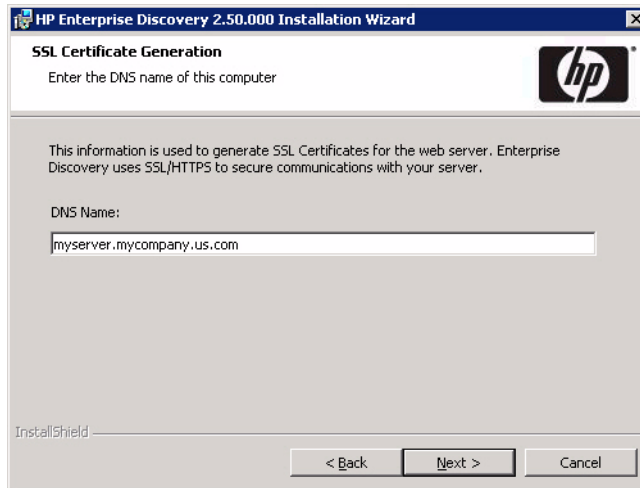 HP Enterprise Discovery 2.50.000 Installation Wizard
SSL Certificate Generation
Enter the DNS name of this computer
hp
This information is used to generate SSL Certificates for the web server. Enterprise
Discovery uses SSL/HTTPS to secure communications with your server.
DNS Name:
myserver.mycompany.us.com
InstallShield
< Back
Next >
Cancel